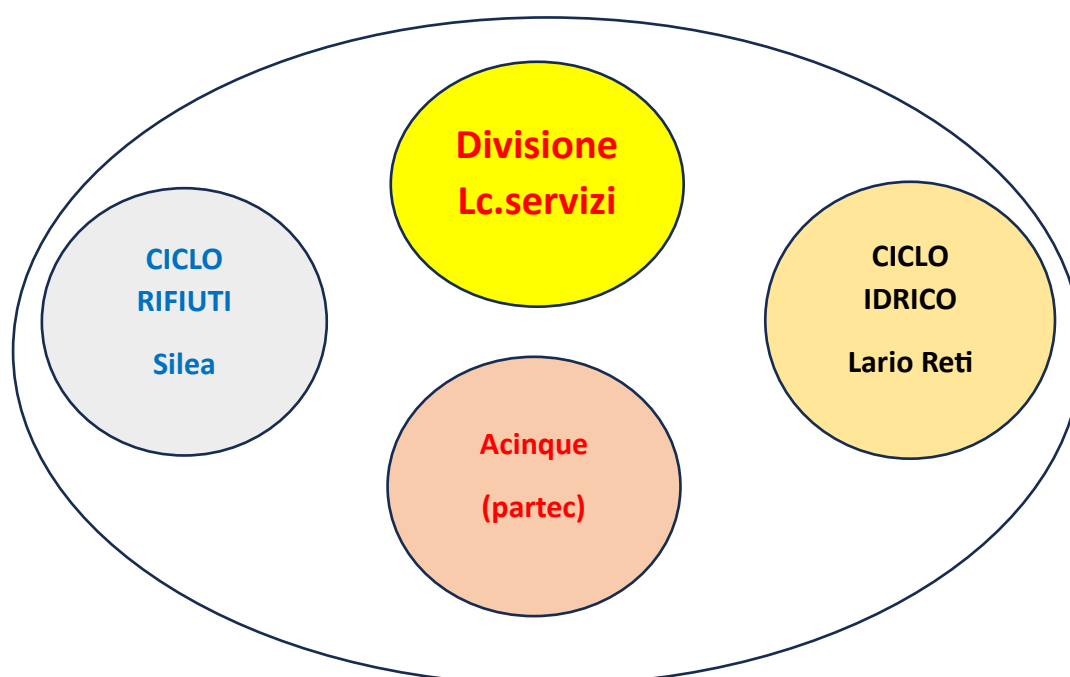 Divisione
Lc.servizi
CICLO
RIFIUTI
Silea
CICLO
IDRICO
Lario Reti
Acinque
(partec)